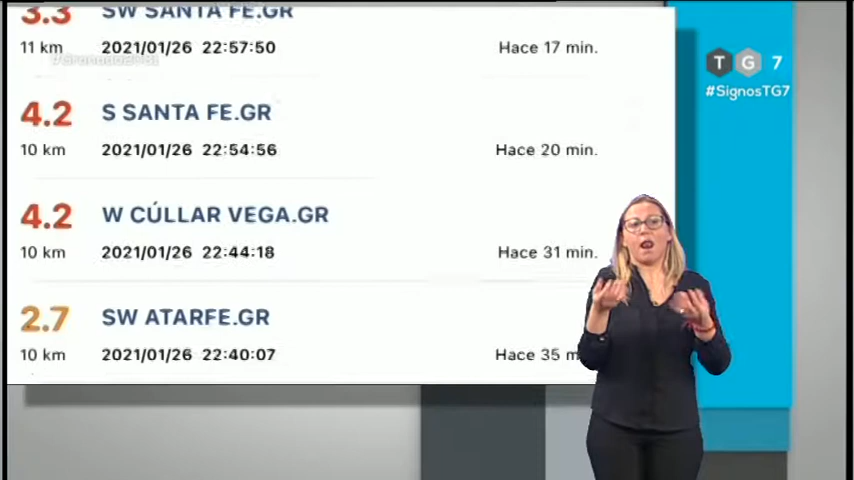 3.3 SW SANTA FE.GR
11 km 2021/01/26 22:57:50 Hace 17 min.
4.2 S SANTA FE.GR
10 km 2021/01/26 22:54:56 Hace 20 min.
4.2 W CÚLLAR VEGA.GR
10 km 2021/01/26 22:44:18 Hace 31 min.
2.7 SW ATARFE.GR
10 km 2021/01/26 22:40:07 Hace 35 m
TG 7
#SignosTG7